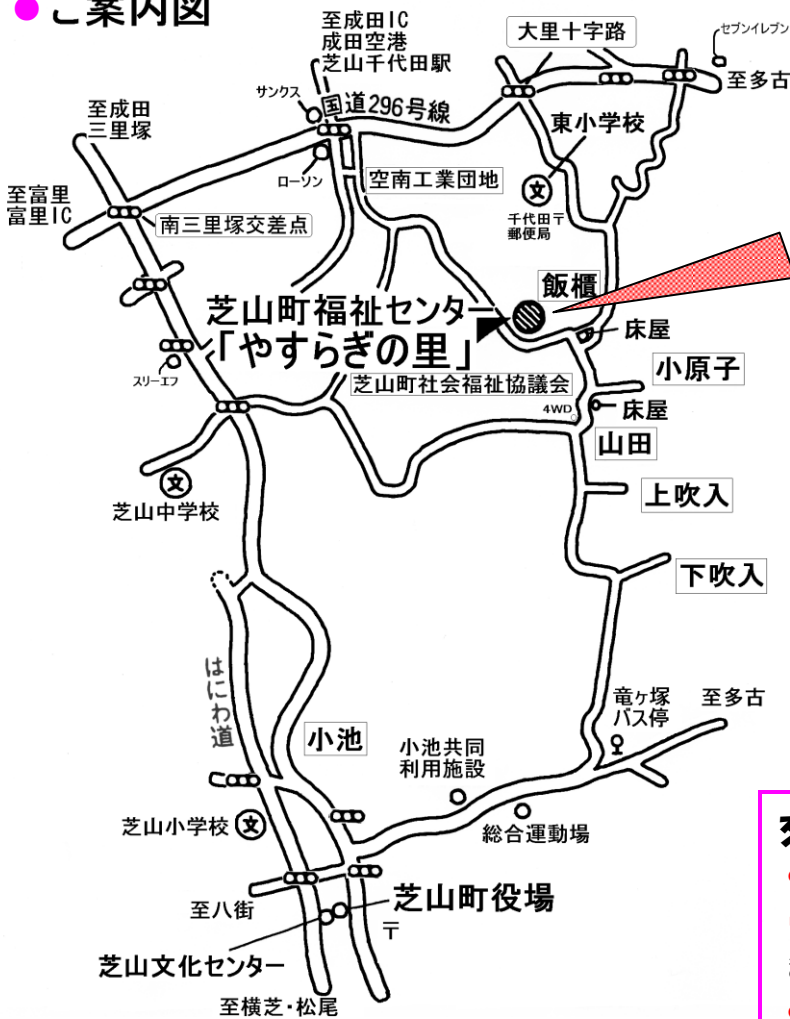 ●ご案内図
至成田IC
成田空港
芝山千代田駅
大里十字路
セブンイレブン
至多古
サンクス
国道296号線
至成田
三里塚
東小学校
ローソン
空南工業団地
至富里
富里IC
南三里塚交差点
千代田〒
郵便局
飯櫃
芝山町福祉センター
「やすらぎの里」
床屋
小原子
スリーエフ
芝山町社会福祉協議会
4WD
床屋
山田
文
文
芝山中学校
上吹入
下吹入
はにわ道
竜ヶ塚
バス停
至多古
小池
小池共同
利用施設
芝山小学校
文
総合運動場
至八街
芝山町役場
〒
芝山文化センター
至横芝・松尾